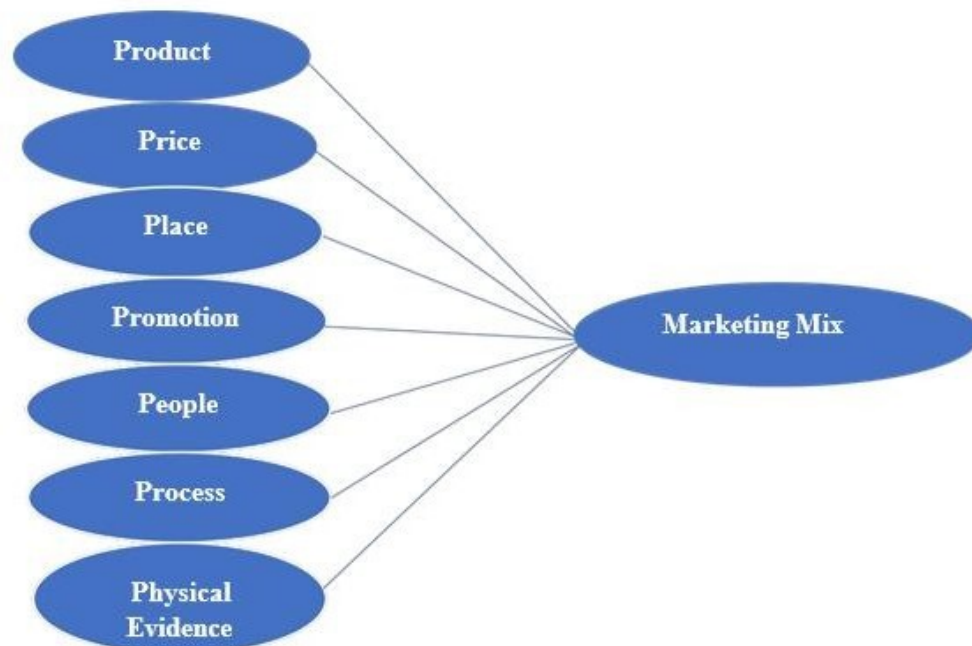 Product
Price
Place
Promotion
Marketing Mix
People
Process
Physical
Evidence